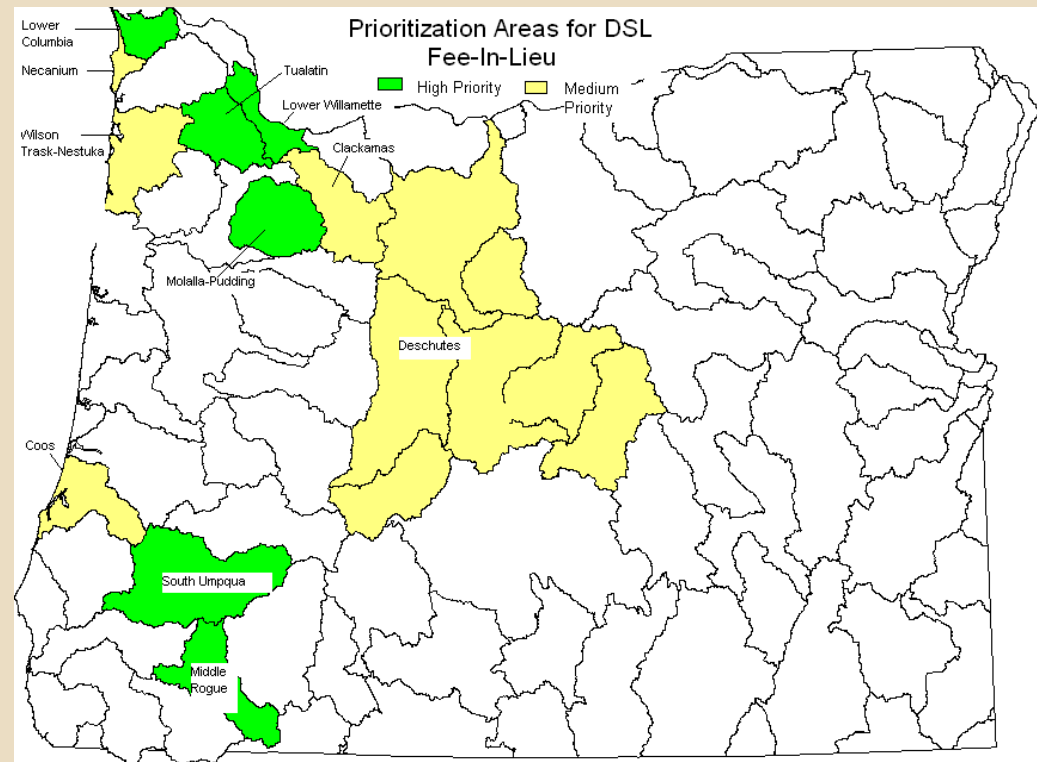 Prioritization Areas for DSL
Fee-In-Lieu
High Priority
Medium
Priority
Lower
Columbia
Necanium
Tualatin
Lower Willamette
Wilson
Trask-Nestuka
Clackamas
Molalla-Pudding
Deschutes
Coos
South Umpqua
Middle
Rogue